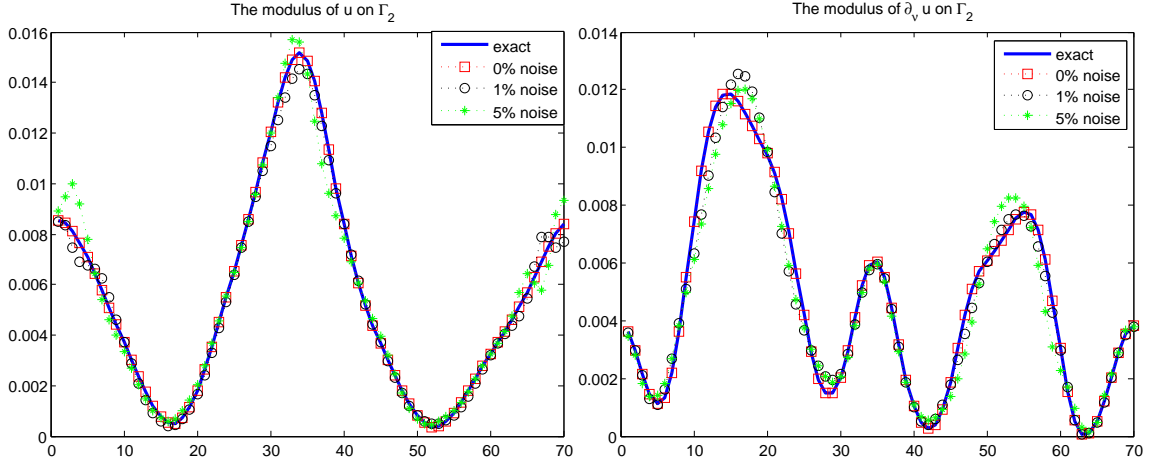 The modulus of u on Γ2
0.016
0.014
0.012
0.01
0.008
0.006
0.004
0.002
0
0 10 20 30 40 50 60 70
exact
0% noise
1% noise
5% noise
The modulus of ∂ν u on Γ2
0.014
0.012
0.01
0.008
0.006
0.004
0.002
0
0 10 20 30 40 50 60 70
exact
0% noise
1% noise
5% noise